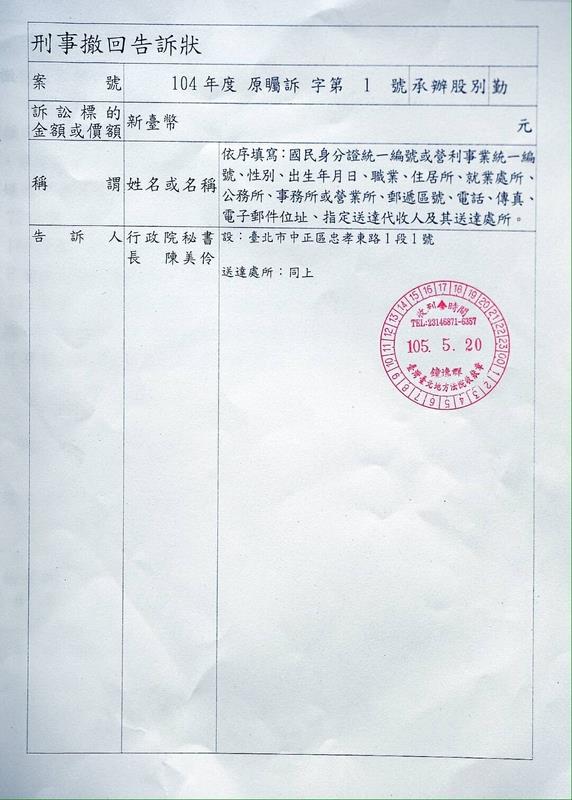 刑事撤回告訴狀
案號 104年度 原矚訴 字第 1 號 承辦股別 勤
訴訟標的
金額或價額 新臺幣 元
稱謂 姓名或名稱
依序填寫：國民身分證統一編號或營利事業統一編
號、性別、出生年月日、職業、住居所、就業處所、
公務所、事務所或營業所、郵遞區號、電話、傳真、
電子郵件位址、指定送達代收人及其送達處所。
告訴人
行政院秘書
長 陳美伶
設：臺北市中正區忠孝東路1段1號
送達處所：同上
收列 時間
TEL:23146871-6357
105. 5. 20
臺灣臺北地方法院收狀章
00 1 2 3 4 5 6 7 8 9 10 11 12 13 14 15 16 17 18 19 20 21 22 23